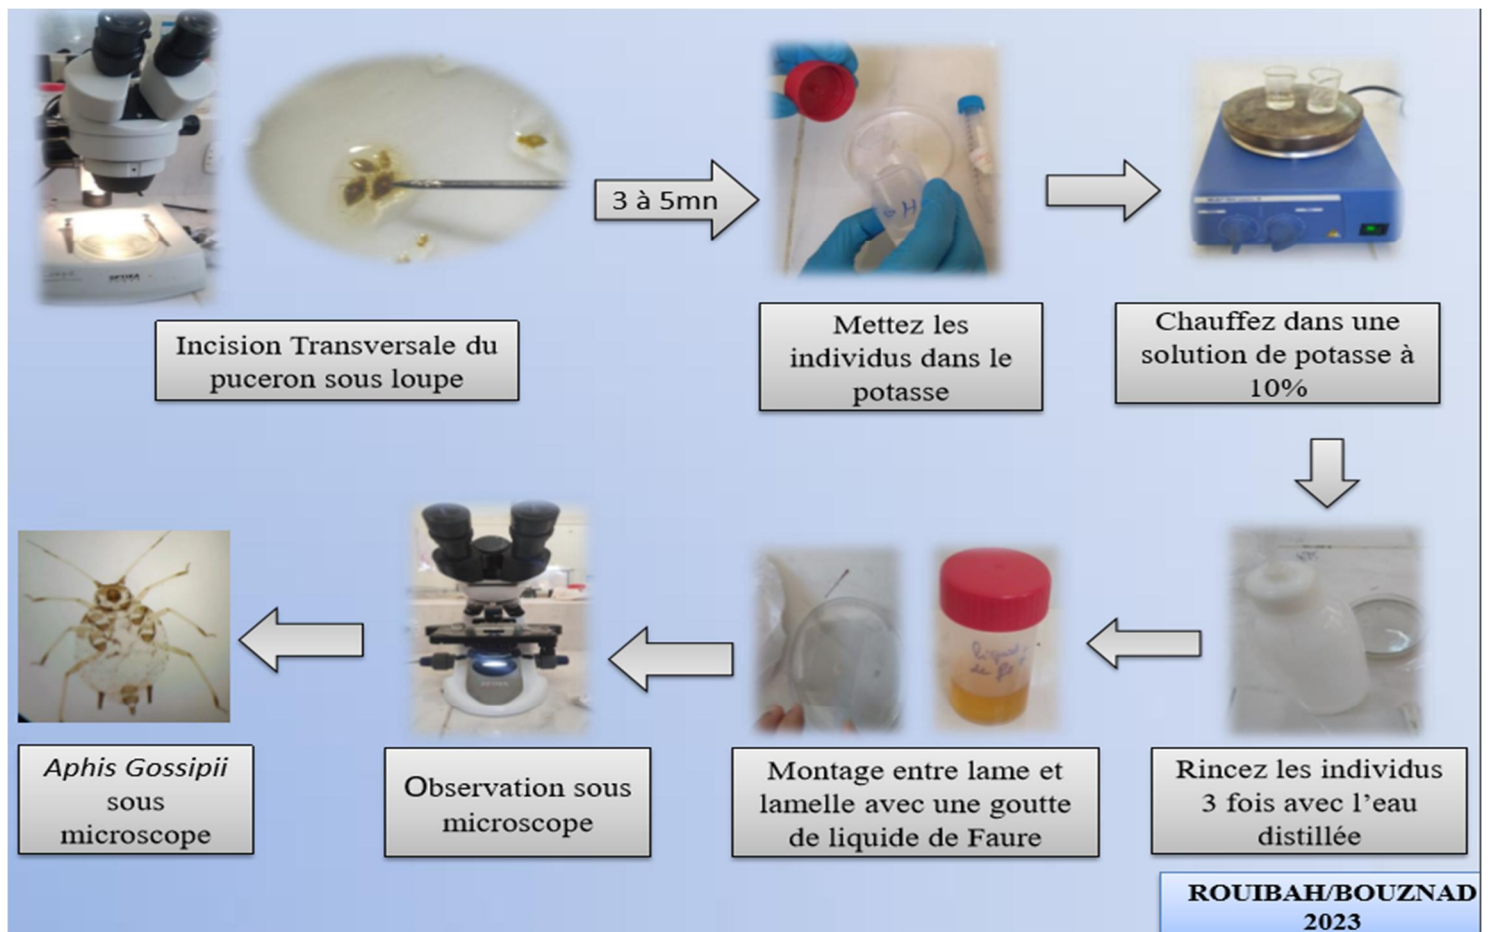 3 à 5mn
Incision Transversale du
puceron sous loupe
Mettez les
individus dans le
potasse
Chauffez dans une
solution de potasse à
10%
Aphis Gossipii
sous
microscope
Observation sous
microscope
Montage entre lame et
lamelle avec une goutte
de liquide de Faure
Rincez les individus
3 fois avec l’eau
distillée
ROUIBAH/BOUZNAD
2023